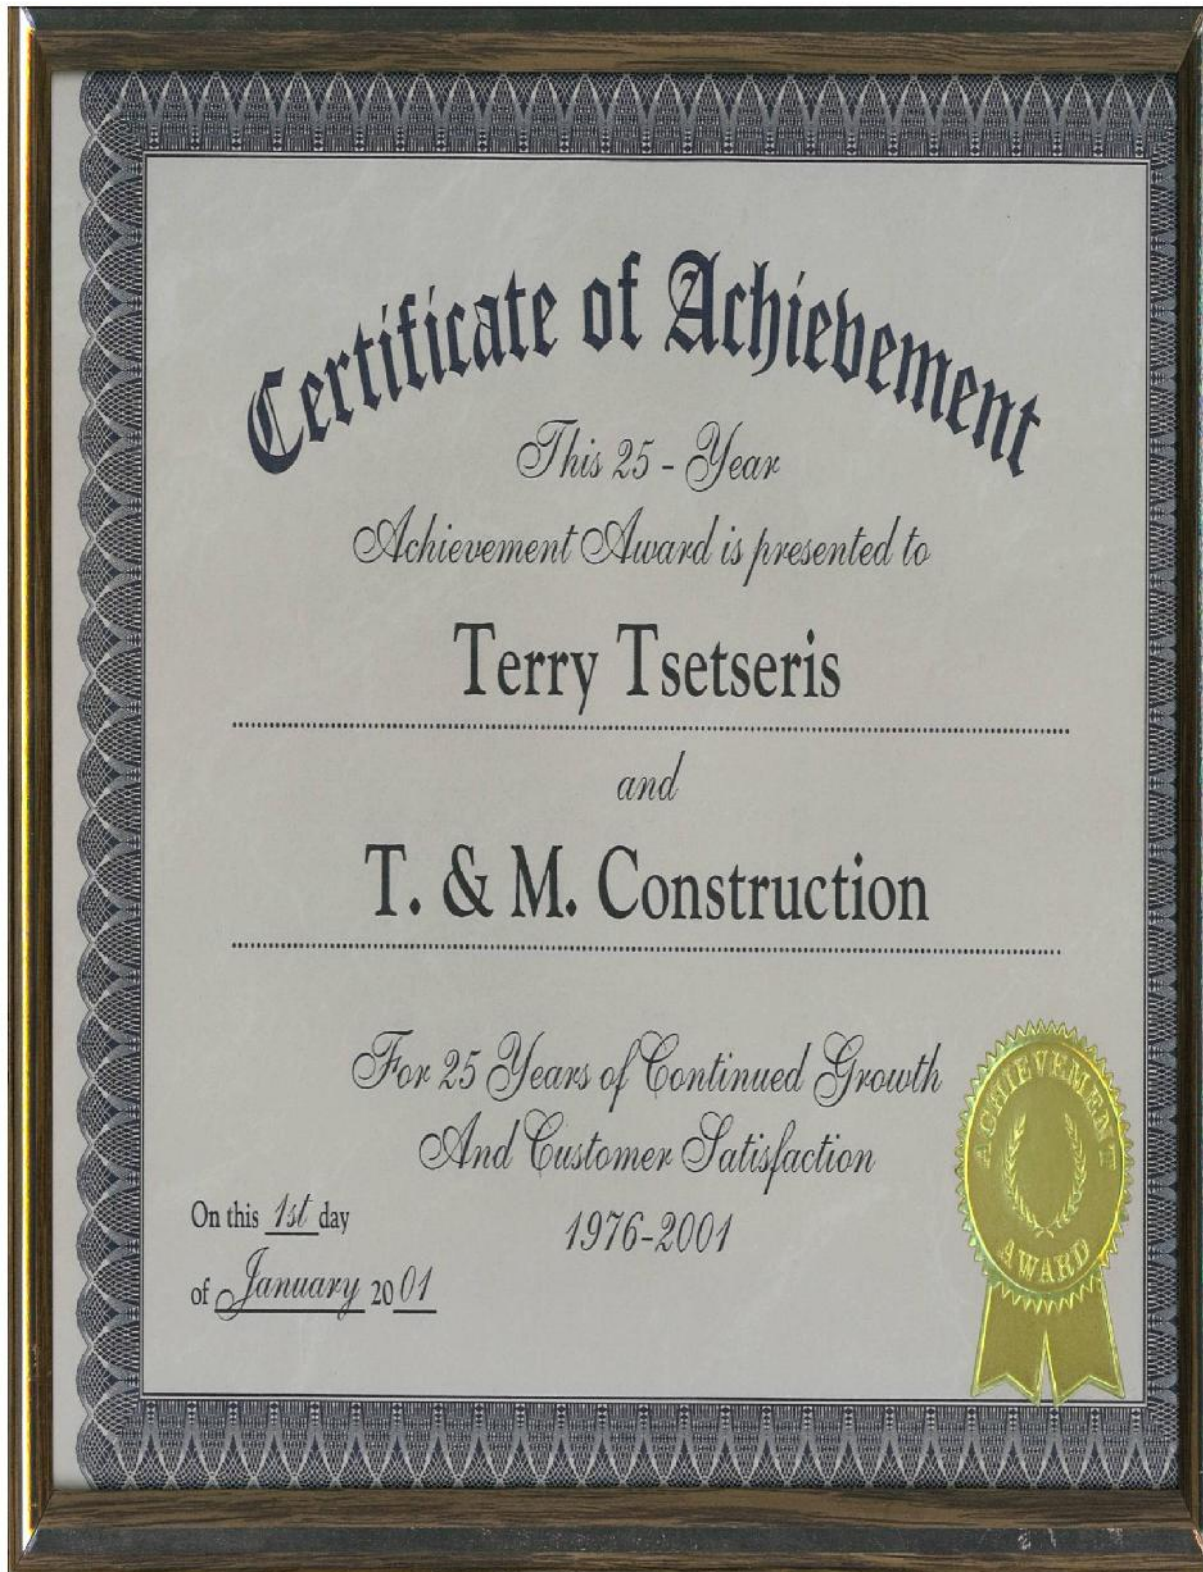 Certificate of Achievement
This 25 - Year
Achievement Award is presented to
Terry Tsetseris
and
T. & M. Construction
For 25 Years of Continued Growth
And Customer Satisfaction
1976-2001
On this 1st day
of January 2001
ACHIEVEMENT
AWARD